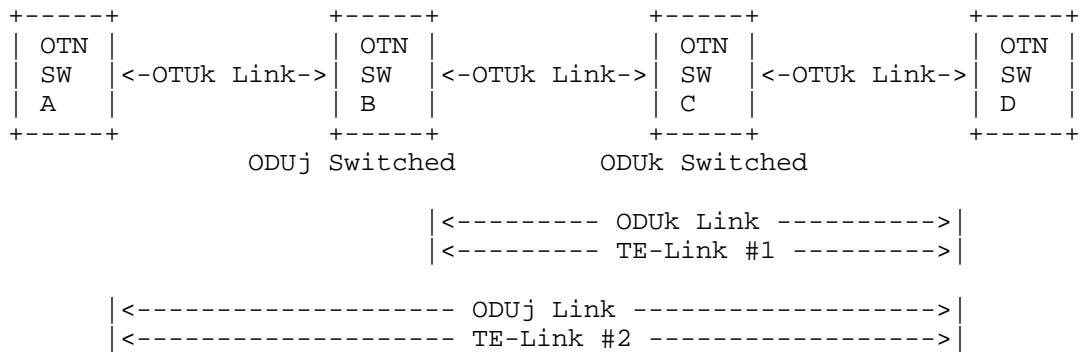 +-----+ +-----+ +-----+ +-----+
| OTN | | OTN | | OTN | | OTN |
| SW |<-OTUk Link->| SW |<-OTUk Link->| SW |<-OTUk Link->| SW |
| A | | B | | C | | D |
+-----+ +-----+ +-----+ +-----+
ODUj Switched ODUk Switched
|<--------- ODUk Link ---------->|
|<--------- TE-Link #1 --------->|
|<-------------------- ODUj Link ------------------->|
|<-------------------- TE-Link #2 ------------------>|